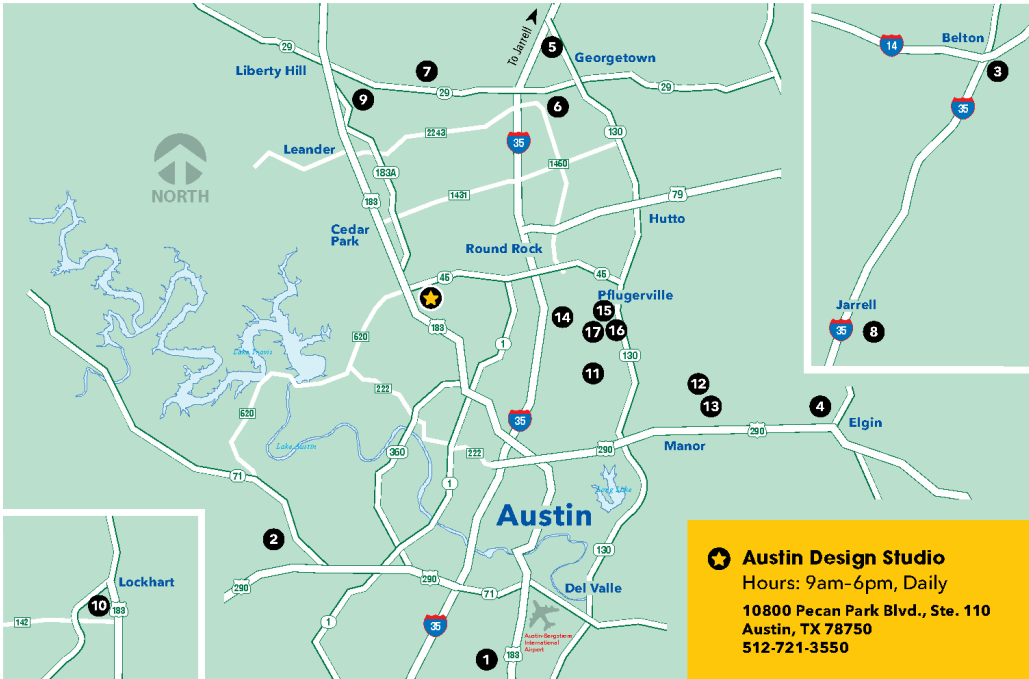 To Jarrell
5
Georgetown
14
Belton
29
Liberty Hill
7
3
9
29
29
35
6
2243
130
35
Leander
1460
NORTH
183A
183
1431
79
Cedar
Park
Hutto
Round Rock
45
45
Pflugerville
Jarrell
14
15
17
16
35
8
183
620
1
Lake Travis
130
11
222
12
13
4
620
35
Elgin
290
Manor
Lake Austin
360
222
290
71
1
Long Lake
Austin
2
130
290
290
71
Del Valle
1
35
Austin-Bergstrom
International
Airport
1
183
Lockhart
10
183
142
Austin Design Studio
Hours: 9am–6pm, Daily
10800 Pecan Park Blvd., Ste. 110
Austin, TX 78750
512-721-3550